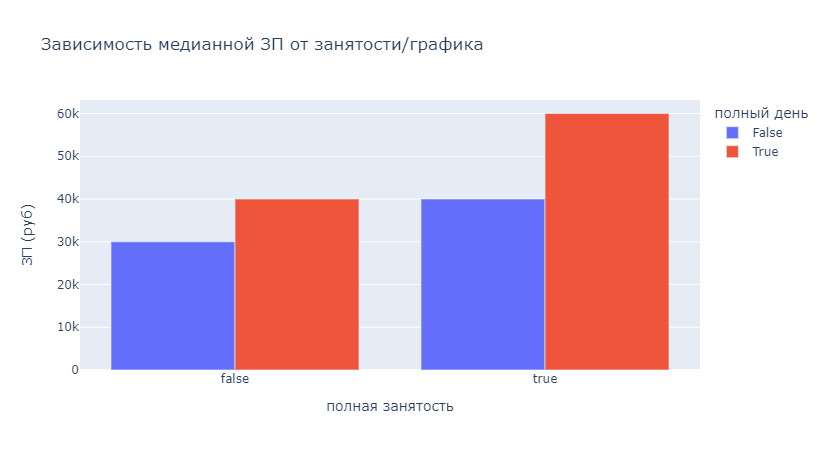 Зависимость медианной ЗП от занятости/графика
полный день
False
True
ЗП (руб)
60k
50k
40k
30k
20k
10k
0
false
true
полная занятость